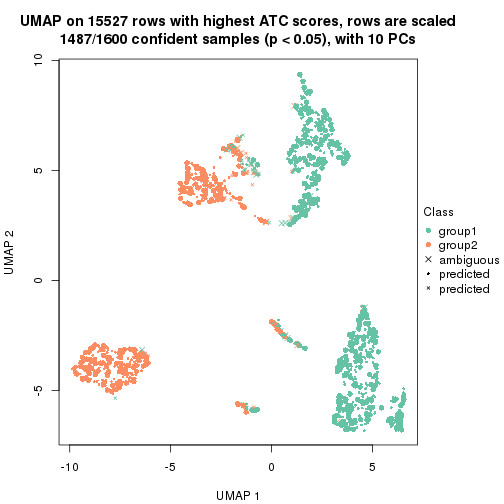 UMAP on 15527 rows with highest ATC scores, rows are scaled
1487/1600 confident samples (p < 0.05), with 10 PCs
10
5
0
-5
UMAP 2
-10
-5
0
5
UMAP 1
Class
group1
group2
ambiguous
predicted
predicted